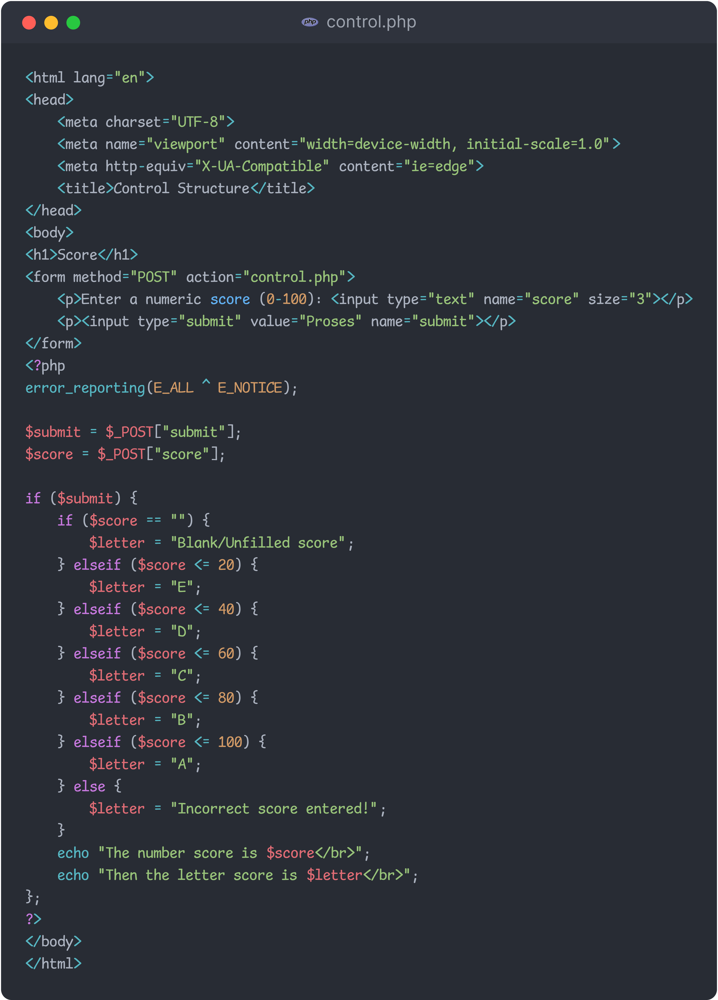 php control.php
<html lang="en">
<head>
    <meta charset="UTF-8">
    <meta name="viewport" content="width=device-width, initial-scale=1.0">
    <meta http-equiv="X-UA-Compatible" content="ie=edge">
    <title>Control Structure</title>
</head>
<body>
<h1>Score</h1>
<form method="POST" action="control.php">
    <p>Enter a numeric score (0-100): <input type="text" name="score" size="3"></p>
    <p><input type="submit" value="Proses" name="submit"></p>
</form>
<?php
error_reporting(E_ALL ^ E_NOTICE);

$submit = $_POST["submit"];
$score = $_POST["score"];

if ($submit) {
    if ($score == "") {
        $letter = "Blank/Unfilled score";
    } elseif ($score <= 20) {
        $letter = "E";
    } elseif ($score <= 40) {
        $letter = "D";
    } elseif ($score <= 60) {
        $letter = "C";
    } elseif ($score <= 80) {
        $letter = "B";
    } elseif ($score <= 100) {
        $letter = "A";
    } else {
        $letter = "Incorrect score entered!";
    }
    echo "The number score is $score</br>";
    echo "Then the letter score is $letter</br>";
};
?>
</body>
</html>